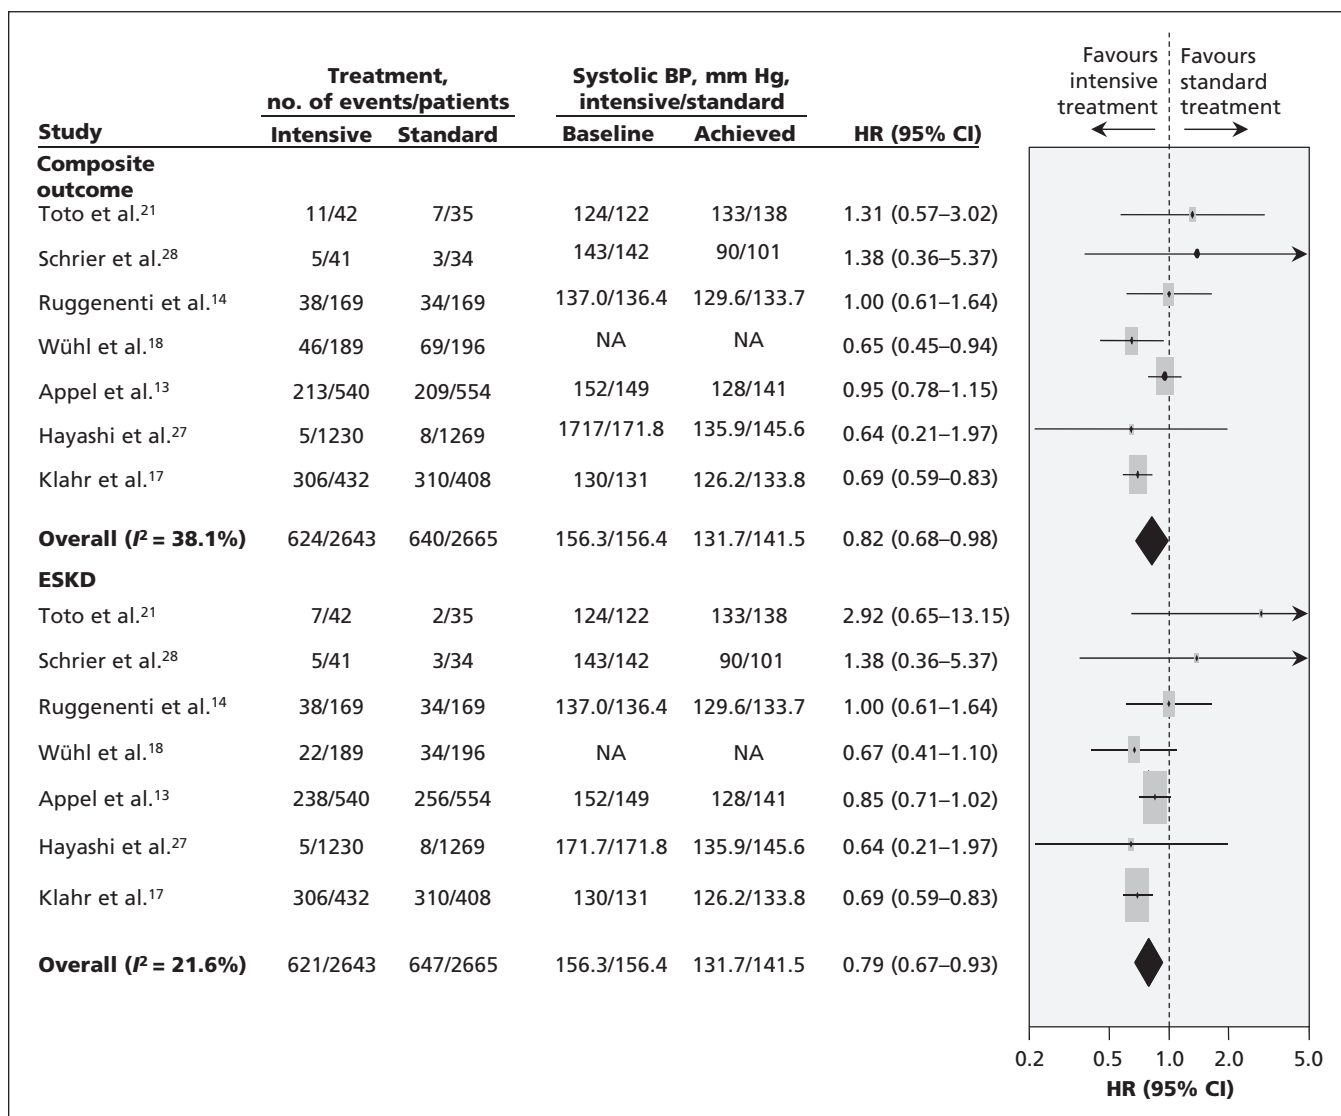 Treatment,
no. of events/patients
Systolic BP, mm Hg,
intensive/standard
Favours
intensive
treatment
Favours
standard
treatment
Study Intensive Standard Baseline Achieved HR (95% CI)
Composite
outcome
Toto et al.21 11/42 7/35 124/122 133/138 1.31 (0.57–3.02)
Schrier et al.28 5/41 3/34 143/142 90/101 1.38 (0.36–5.37)
Ruggenenti et al.14 38/169 34/169 137.0/136.4 129.6/133.7 1.00 (0.61–1.64)
Wühl et al.18 46/189 69/196 NA NA 0.65 (0.45–0.94)
Appel et al.13 213/540 209/554 152/149 128/141 0.95 (0.78–1.15)
Hayashi et al.27 5/1230 8/1269 1717/171.8 135.9/145.6 0.64 (0.21–1.97)
Klahr et al.17 306/432 310/408 130/131 126.2/133.8 0.69 (0.59–0.83)
Overall (I² = 38.1%) 624/2643 640/2665 156.3/156.4 131.7/141.5 0.82 (0.68–0.98)
ESKD
Toto et al.21 7/42 2/35 124/122 133/138 2.92 (0.65–13.15)
Schrier et al.28 5/41 3/34 143/142 90/101 1.38 (0.36–5.37)
Ruggenenti et al.14 38/169 34/169 137.0/136.4 129.6/133.7 1.00 (0.61–1.64)
Wühl et al.18 22/189 34/196 NA NA 0.67 (0.41–1.10)
Appel et al.13 238/540 256/554 152/149 128/141 0.85 (0.71–1.02)
Hayashi et al.27 5/1230 8/1269 171.7/171.8 135.9/145.6 0.64 (0.21–1.97)
Klahr et al.17 306/432 310/408 130/131 126.2/133.8 0.69 (0.59–0.83)
Overall (I² = 21.6%) 621/2643 647/2665 156.3/156.4 131.7/141.5 0.79 (0.67–0.93)
0.2 0.5 1.0 2.0 5.0
HR (95% CI)